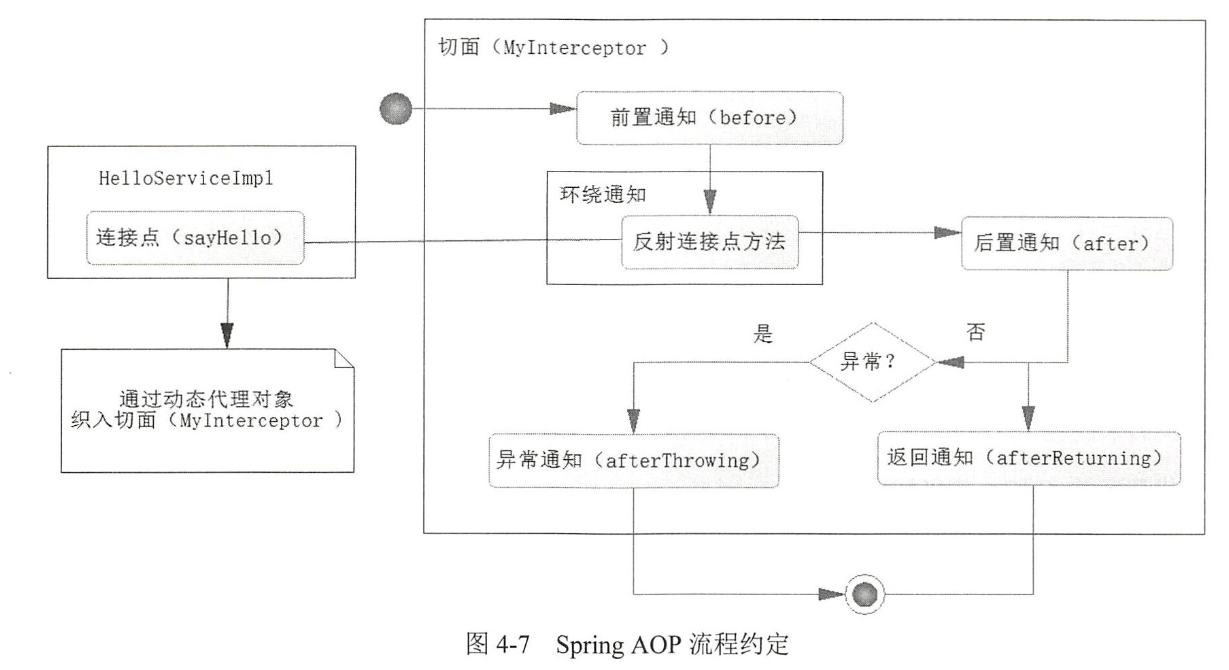 切面（MyInterceptor ）
前置通知（before）
HelloServiceImpl
连接点（sayHello）
环绕通知
反射连接点方法
后置通知（after）
是
否
异常？
通过动态代理对象
织入切面（MyInterceptor ）
异常通知（afterThrowing）
返回通知（afterReturning）
图 4-7 Spring AOP 流程约定